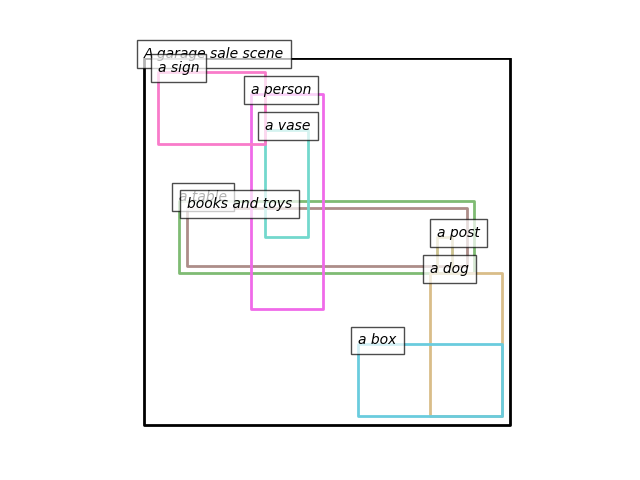 A garage sale scene
a sign
a person
a vase
a table
books and toys
a post
a dog
a box